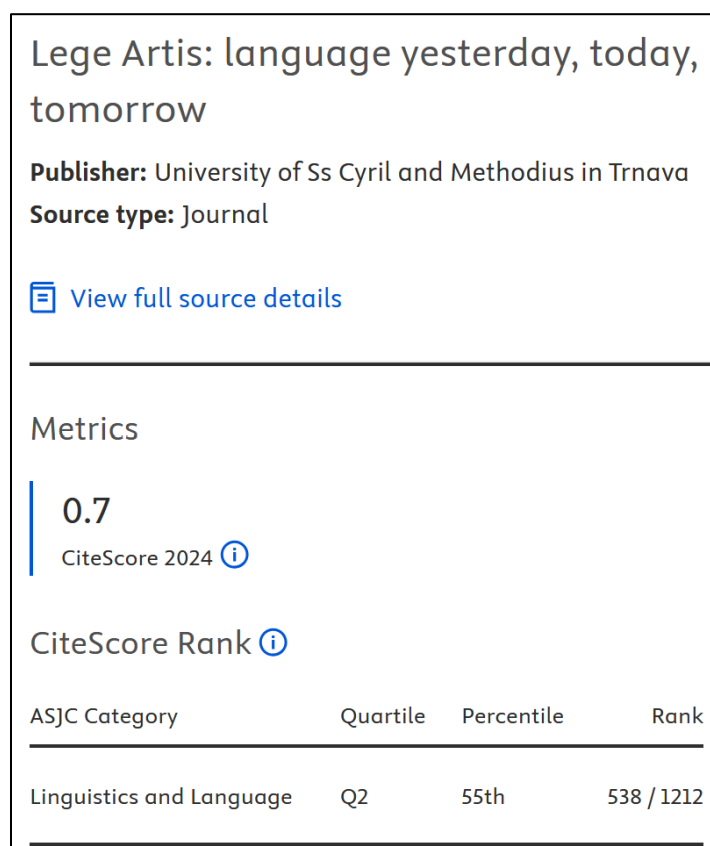 Lege Artis: language yesterday, today,
tomorrow
Publisher: University of Ss Cyril and Methodius in Trnava
Source type: Journal
View full source details
Metrics
0.7
CiteScore 2024
CiteScore Rank
ASJC Category Quartile Percentile Rank
Linguistics and Language Q2 55th 538 / 1212